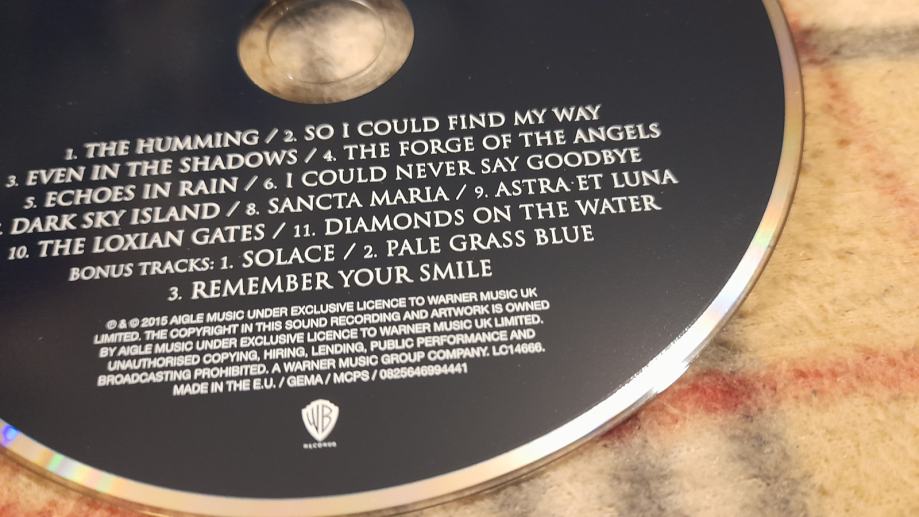 1. THE HUMMING / 2. SO I COULD FIND MY WAY
3. EVEN IN THE SHADOWS / 4. THE FORGE OF THE ANGELS
5. ECHOES IN RAIN / 6. I COULD NEVER SAY GOODBYE
DARK SKY ISLAND / 8. SANCTA MARIA / 9. ASTRA ET LUNA
10. THE LOXIAN GATES / 11. DIAMONDS ON THE WATER
BONUS TRACKS: 1. SOLACE / 2. PALE GRASS BLUE
3. REMEMBER YOUR SMILE
℗ & © 2015 AIGLE MUSIC UNDER EXCLUSIVE LICENCE TO WARNER MUSIC UK
LIMITED. THE COPYRIGHT IN THIS SOUND RECORDING AND ARTWORK IS OWNED
BY AIGLE MUSIC UNDER EXCLUSIVE LICENCE TO WARNER MUSIC UK LIMITED.
UNAUTHORISED COPYING, HIRING, LENDING, PUBLIC PERFORMANCE AND
BROADCASTING PROHIBITED. A WARNER MUSIC GROUP COMPANY. LC14666.
MADE IN THE E.U. / GEMA / MCPS / 0825646994441
WB
RECORDS